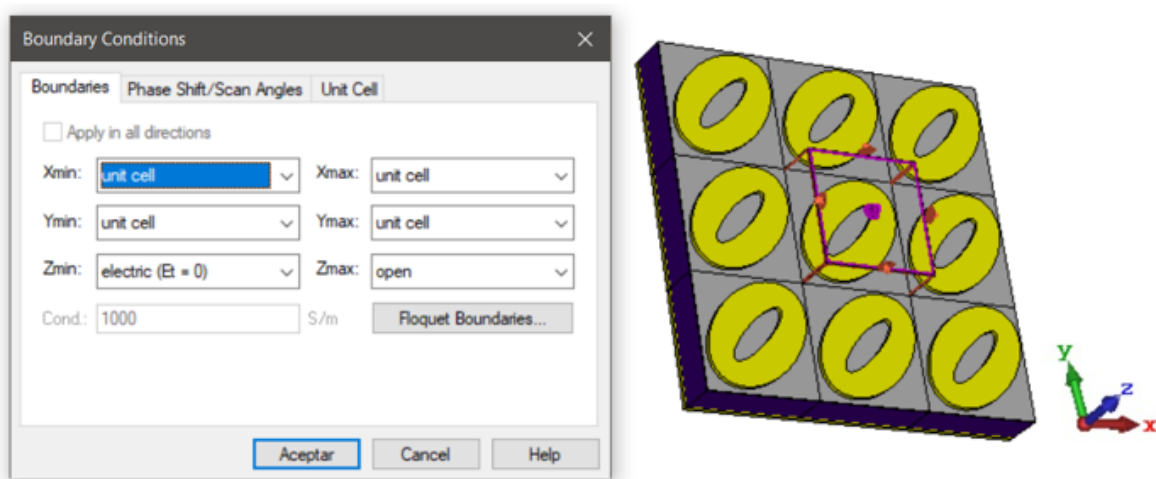 Boundary Conditions
Boundaries Phase Shift/Scan Angles Unit Cell
Apply in all directions
Xmin: unit cell Xmax: unit cell
Ymin: unit cell Ymax: unit cell
Zmin: electric (Et = 0) Zmax: open
Cond.: 1000 S/m Floquet Boundaries...
Aceptar Cancel Help
y
z
x